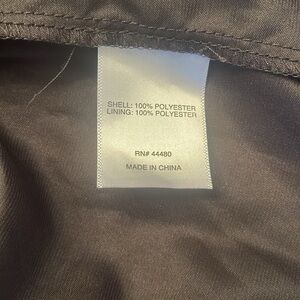 SHELL: 100% POLYESTER
LINING: 100% POLYESTER
RN# 44480
MADE IN CHINA